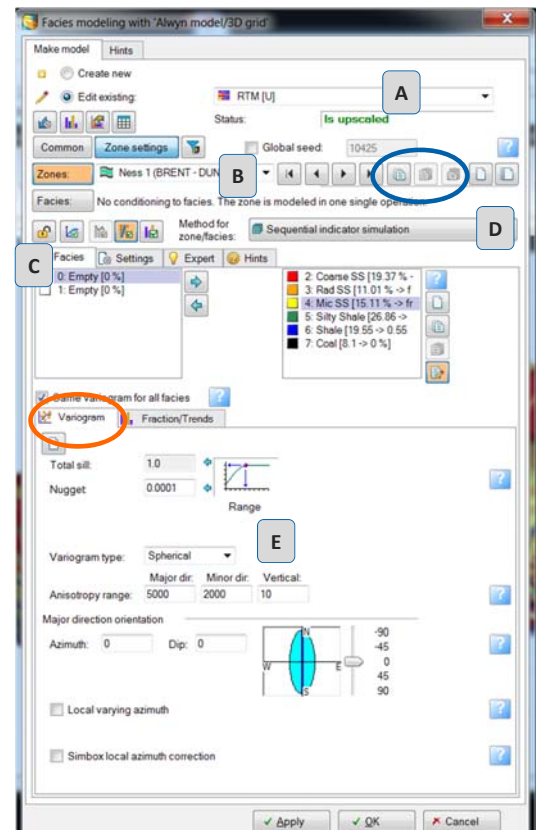 Facies modeling with 'Alwyn model/3D grid'
Make model Hints
Create new
Edit existing: RTM [U] A
Status: Is upscaled
Common Zone settings Global seed: 10425
Zones: Ness 1 (BRENT - DUN B
Facies: No conditioning to facies. The zone is modeled in one single operation.
Method for zone/facies: Sequential indicator simulation D
C Facies Settings Expert Hints
0: Empty [0 %]
1: Empty [0 %]
2: Coarse SS [19.37 % -
3: Rad SS [11.01 % -> f
4: Mic SS [15.11 % -> fr
5: Silty Shale [26.86 ->
6: Shale [19.55 -> 0.55
7: Coal [8.1 -> 0 %]
Same variogram for all facies
Variogram Fraction/Trends
Total sill: 1.0
Nugget 0.0001
Range
E
Variogram type: Spherical
Major dir: Minor dir: Vertical:
Anisotropy range: 5000 2000 10
Major direction orientation
Azimuth: 0 Dip: 0
N
W E
S
-90
-45
0
45
90
Local varying azimuth
Simbox local azimuth correction
Apply OK Cancel